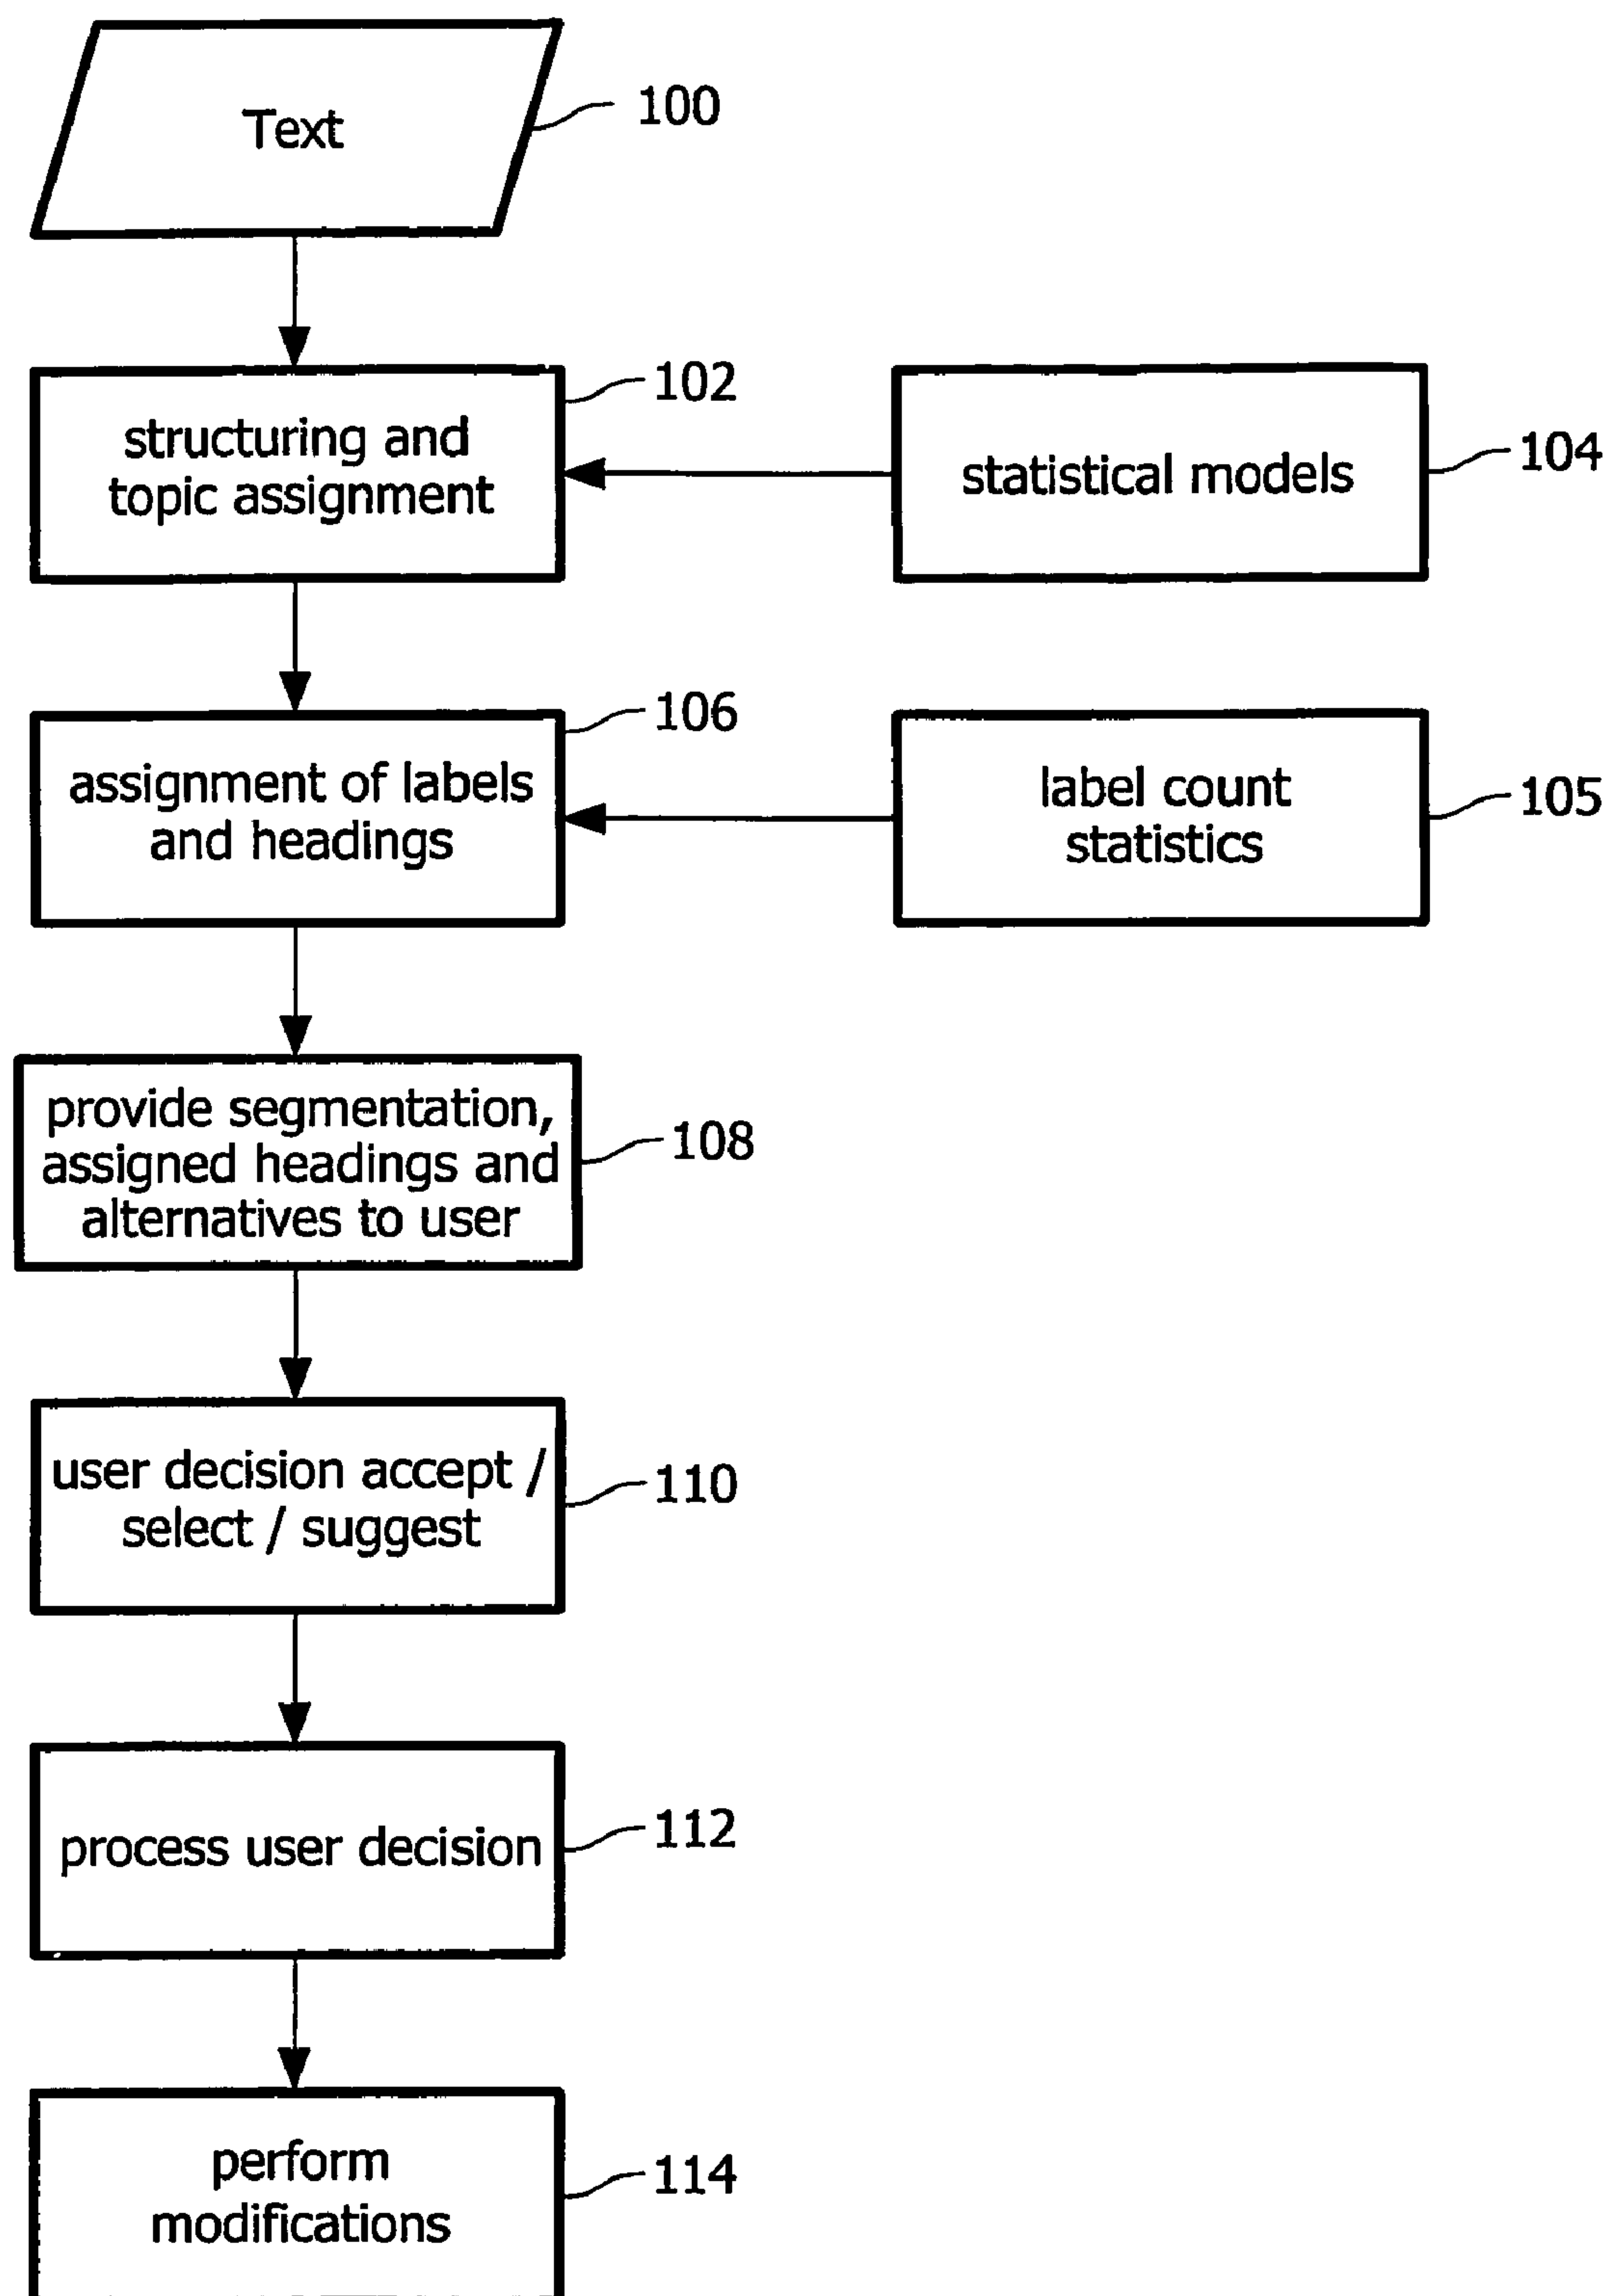 Text
100
structuring and
topic assignment
102
statistical models
104
assignment of labels
and headings
106
label count
statistics
105
provide segmentation,
assigned headings and
alternatives to user
108
user decision accept /
select / suggest
110
process user decision
112
perform
modifications
114